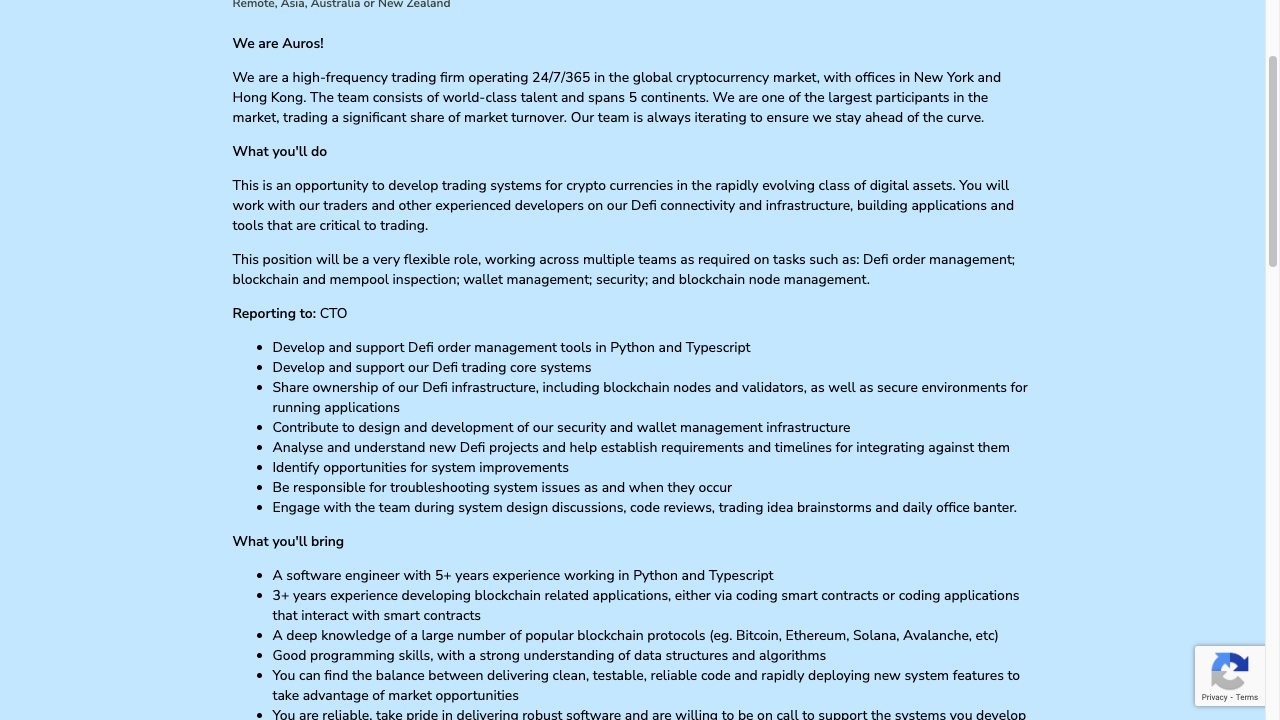 Remote, Asia, Australia or New Zealand
We are Auros!
We are a high-frequency trading firm operating 24/7/365 in the global cryptocurrency market, with offices in New York and
Hong Kong. The team consists of world-class talent and spans 5 continents. We are one of the largest participants in the
market, trading a significant share of market turnover. Our team is always iterating to ensure we stay ahead of the curve.
What you'll do
This is an opportunity to develop trading systems for crypto currencies in the rapidly evolving class of digital assets. You will
work with our traders and other experienced developers on our Defi connectivity and infrastructure, building applications and
tools that are critical to trading.
This position will be a very flexible role, working across multiple teams as required on tasks such as: Defi order management;
blockchain and mempool inspection; wallet management; security; and blockchain node management.
Reporting to: CTO
• Develop and support Defi order management tools in Python and Typescript
• Develop and support our Defi trading core systems
• Share ownership of our Defi infrastructure, including blockchain nodes and validators, as well as secure environments for
running applications
• Contribute to design and development of our security and wallet management infrastructure
• Analyse and understand new Defi projects and help establish requirements and timelines for integrating against them
• Identify opportunities for system improvements
• Be responsible for troubleshooting system issues as and when they occur
• Engage with the team during system design discussions, code reviews, trading idea brainstorms and daily office banter.
What you'll bring
• A software engineer with 5+ years experience working in Python and Typescript
• 3+ years experience developing blockchain related applications, either via coding smart contracts or coding applications
that interact with smart contracts
• A deep knowledge of a large number of popular blockchain protocols (eg. Bitcoin, Ethereum, Solana, Avalanche, etc)
• Good programming skills, with a strong understanding of data structures and algorithms
• You can find the balance between delivering clean, testable, reliable code and rapidly deploying new system features to
take advantage of market opportunities
• You are reliable, take pride in delivering robust software and are willing to be on call to support the systems you develop
Privacy - Terms